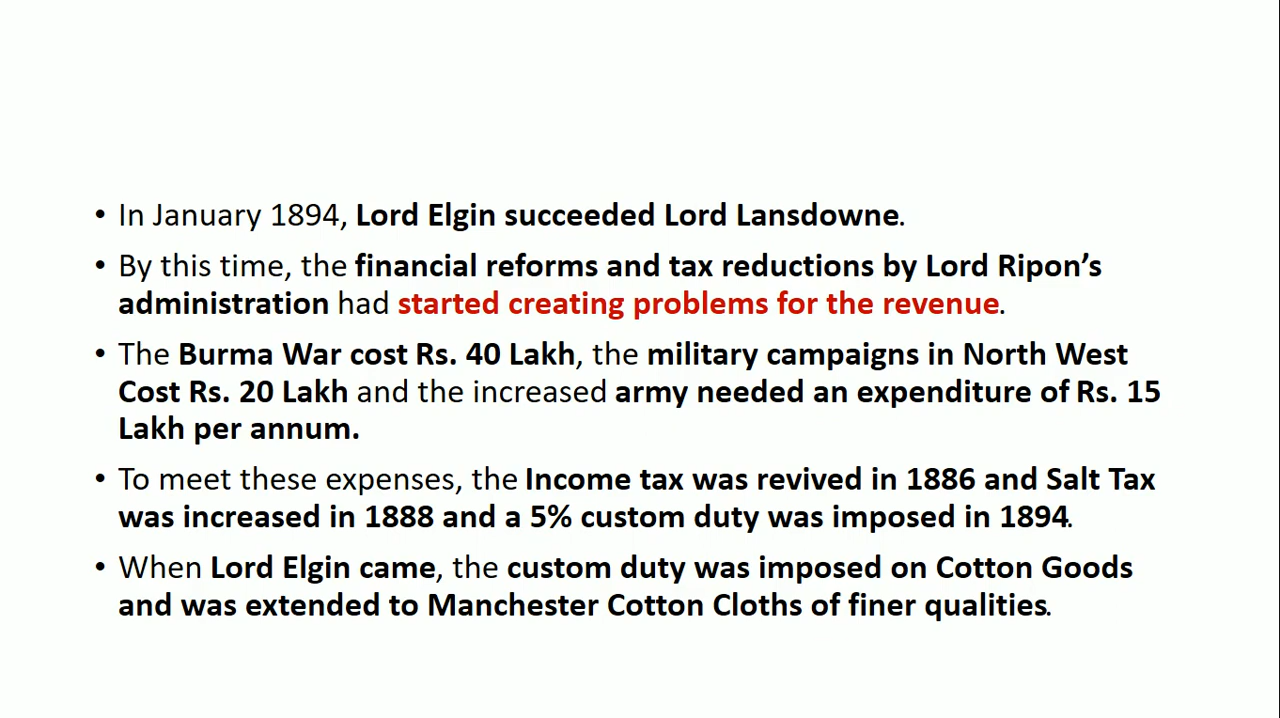 • In January 1894, Lord Elgin succeeded Lord Lansdowne.
• By this time, the financial reforms and tax reductions by Lord Ripon’s
administration had started creating problems for the revenue.
• The Burma War cost Rs. 40 Lakh, the military campaigns in North West
Cost Rs. 20 Lakh and the increased army needed an expenditure of Rs. 15
Lakh per annum.
• To meet these expenses, the Income tax was revived in 1886 and Salt Tax
was increased in 1888 and a 5% custom duty was imposed in 1894.
• When Lord Elgin came, the custom duty was imposed on Cotton Goods
and was extended to Manchester Cotton Cloths of finer qualities.